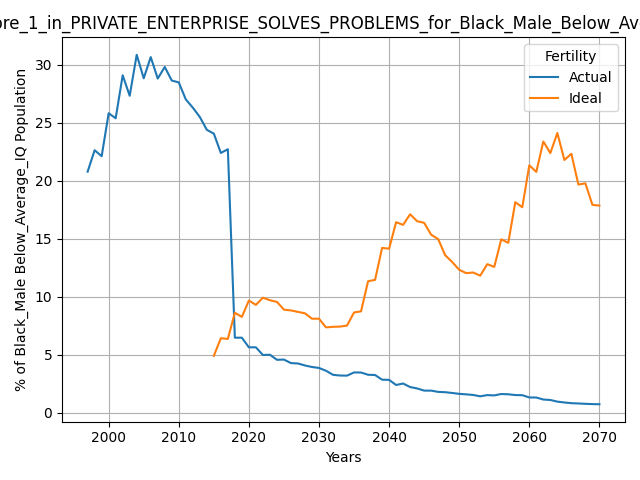 ore_1_in_PRIVATE_ENTERPRISE_SOLVES_PROBLEMS_for_Black_Male_Below_Av
Fertility
Actual
Ideal
% of Black_Male Below_Average_IQ Population
30
25
20
15
10
5
0
2000 2010 2020 2030 2040 2050 2060 2070
Years